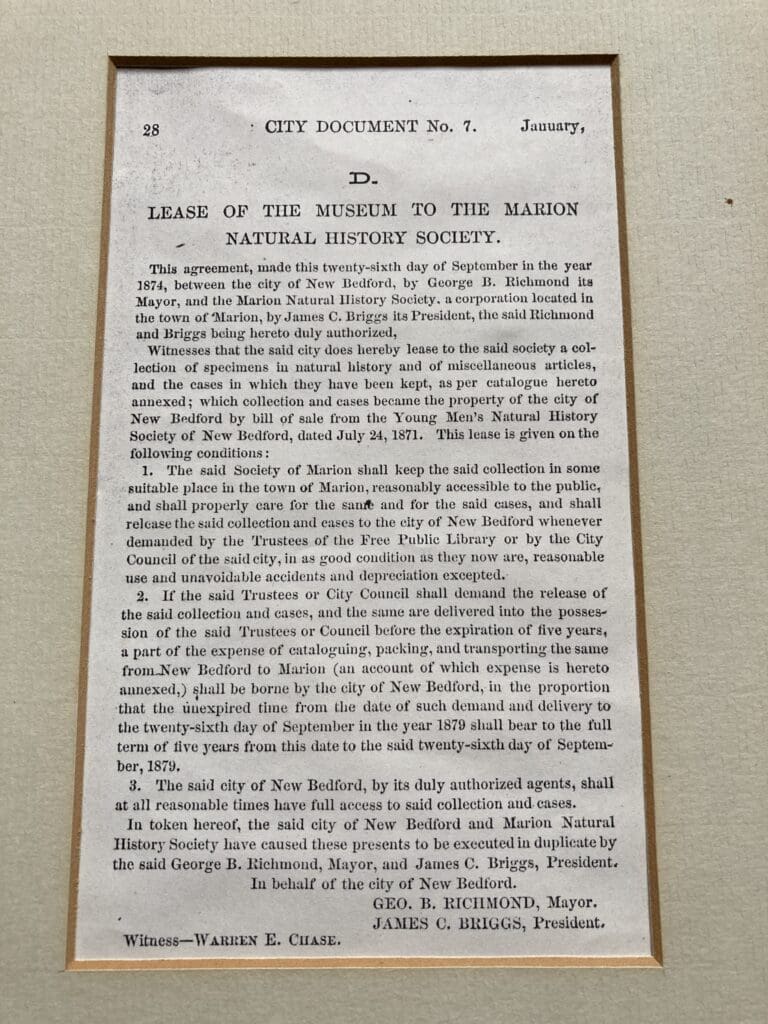 28 CITY DOCUMENT No. 7. January,
D.
LEASE OF THE MUSEUM TO THE MARION
NATURAL HISTORY SOCIETY.
This agreement, made this twenty-sixth day of September in the year
1874, between the city of New Bedford, by George B. Richmond its
Mayor, and the Marion Natural History Society, a corporation located in
the town of Marion, by James C. Briggs its President, the said Richmond
and Briggs being hereto duly authorized,
Witnesses that the said city does hereby lease to the said society a col-
lection of specimens in natural history and of miscellaneous articles,
and the cases in which they have been kept, as per catalogue hereto
annexed; which collection and cases became the property of the city of
New Bedford by bill of sale from the Young Men's Natural History
Society of New Bedford, dated July 24, 1871. This lease is given on the
following conditions:
1. The said Society of Marion shall keep the said collection in some
suitable place in the town of Marion, reasonably accessible to the public,
and shall properly care for the same and for the said cases, and shall
release the said collection and cases to the city of New Bedford whenever
demanded by the Trustees of the Free Public Library or by the City
Council of the said city, in as good condition as they now are, reasonable
use and unavoidable accidents and depreciation excepted.
2. If the said Trustees or City Council shall demand the release of
the said collection and cases, and the same are delivered into the posses-
sion of the said Trustees or Council before the expiration of five years,
a part of the expense of cataloguing, packing, and transporting the same
from New Bedford to Marion (an account of which expense is hereto
annexed,) shall be borne by the city of New Bedford, in the proportion
that the unexpired time from the date of such demand and delivery to
the twenty-sixth day of September in the year 1879 shall bear to the full
term of five years from this date to the said twenty-sixth day of Septem-
ber, 1879.
3. The said city of New Bedford, by its duly authorized agents, shall
at all reasonable times have full access to said collection and cases.
In token hereof, the said city of New Bedford and Marion Natural
History Society have caused these presents to be executed in duplicate by
the said George B. Richmond, Mayor, and James C. Briggs, President.
In behalf of the city of New Bedford.
GEO. B. RICHMOND, Mayor.
JAMES C. BRIGGS, President.
Witness—WARREN E. CHASE.